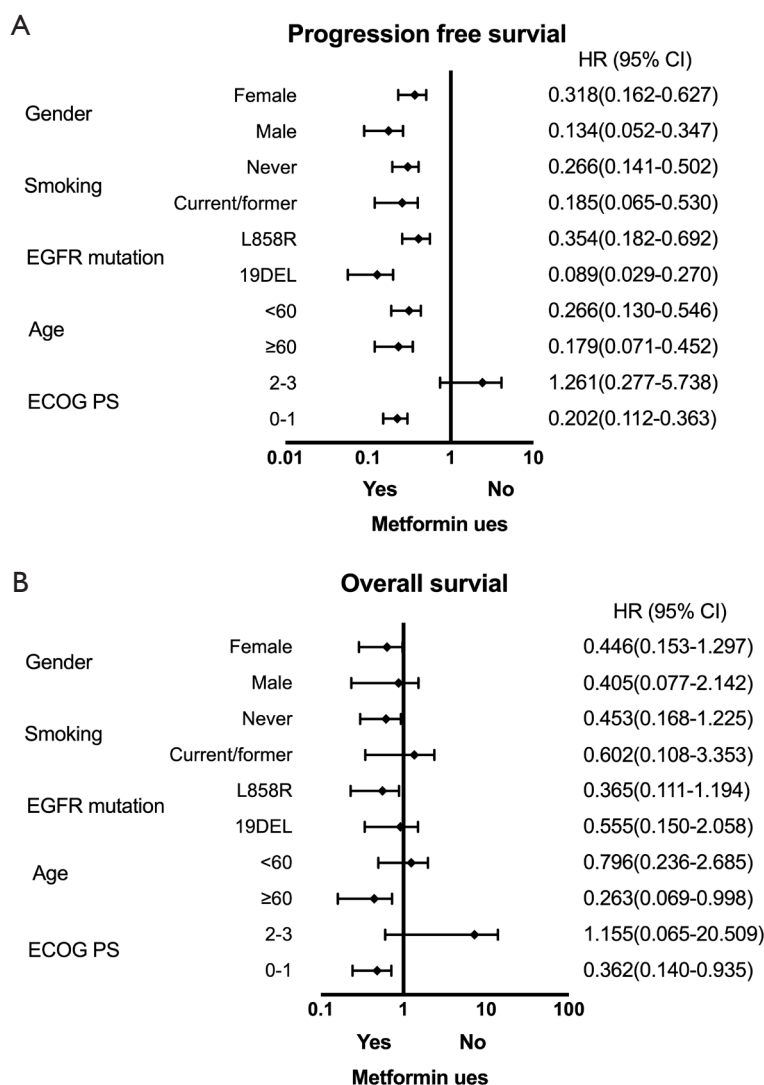 A
Progression free survial
HR (95% CI)
Gender
Female 0.318(0.162-0.627)
Male 0.134(0.052-0.347)
Smoking
Never 0.266(0.141-0.502)
Current/former 0.185(0.065-0.530)
EGFR mutation
L858R 0.354(0.182-0.692)
19DEL 0.089(0.029-0.270)
Age
<60 0.266(0.130-0.546)
≥60 0.179(0.071-0.452)
ECOG PS
2-3 1.261(0.277-5.738)
0-1 0.202(0.112-0.363)
0.01 0.1 1 10
Yes No
Metformin ues
B
Overall survial
HR (95% CI)
Gender
Female 0.446(0.153-1.297)
Male 0.405(0.077-2.142)
Smoking
Never 0.453(0.168-1.225)
Current/former 0.602(0.108-3.353)
EGFR mutation
L858R 0.365(0.111-1.194)
19DEL 0.555(0.150-2.058)
Age
<60 0.796(0.236-2.685)
≥60 0.263(0.069-0.998)
ECOG PS
2-3 1.155(0.065-20.509)
0-1 0.362(0.140-0.935)
0.1 1 10 100
Yes No
Metformin ues